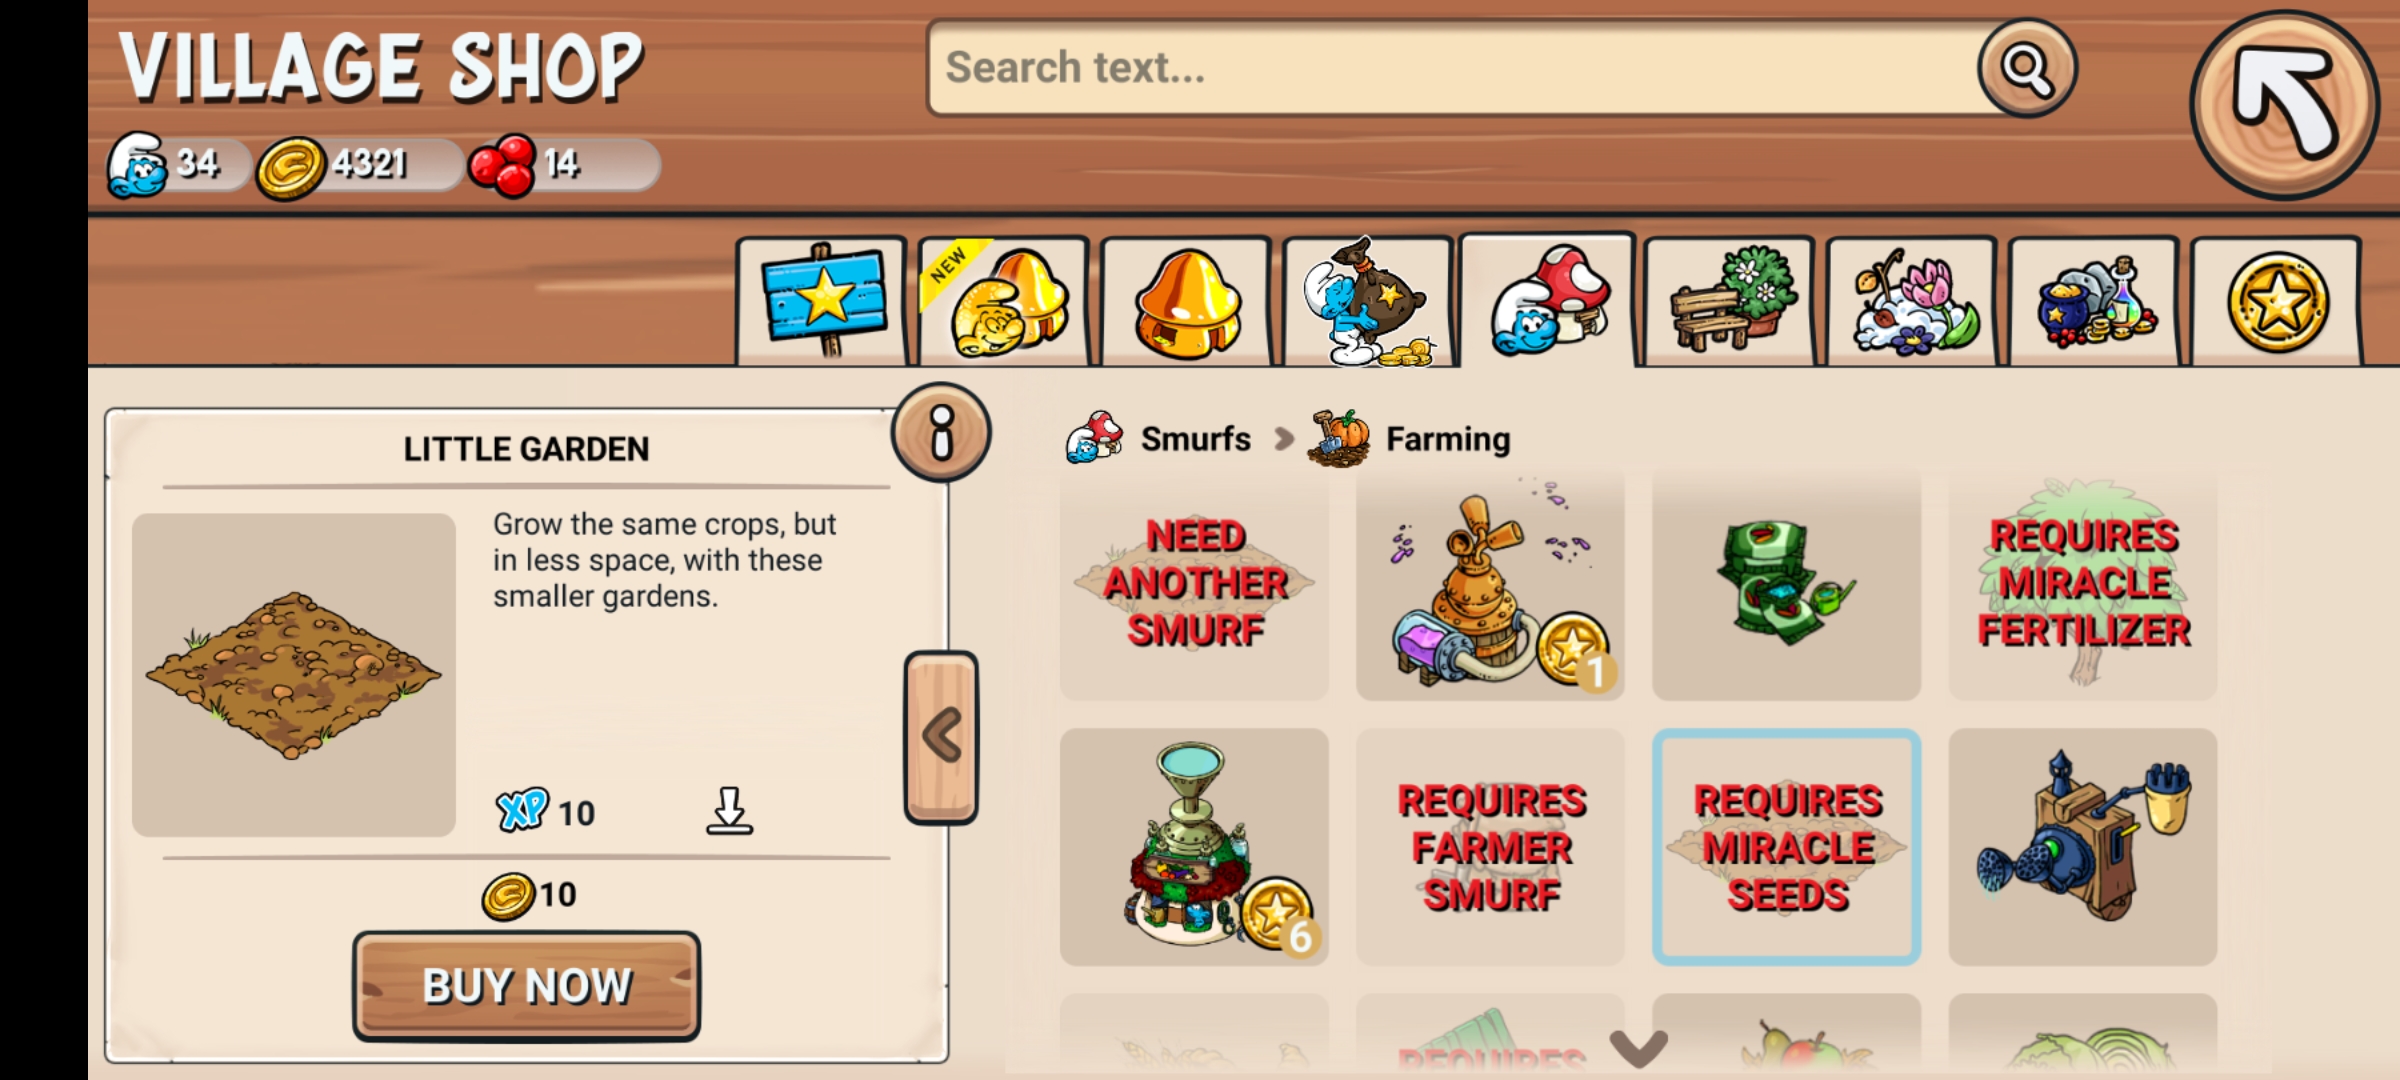 VILLAGE SHOP
Search text...
34
4321
14
NEW
LITTLE GARDEN
Grow the same crops, but
in less space, with these
smaller gardens.
XP 10
10
BUY NOW
Smurfs
Farming
NEED
ANOTHER
SMURF
1
REQUIRES
MIRACLE
FERTILIZER
6
REQUIRES
FARMER
SMURF
REQUIRES
MIRACLE
SEEDS
REQUIRES